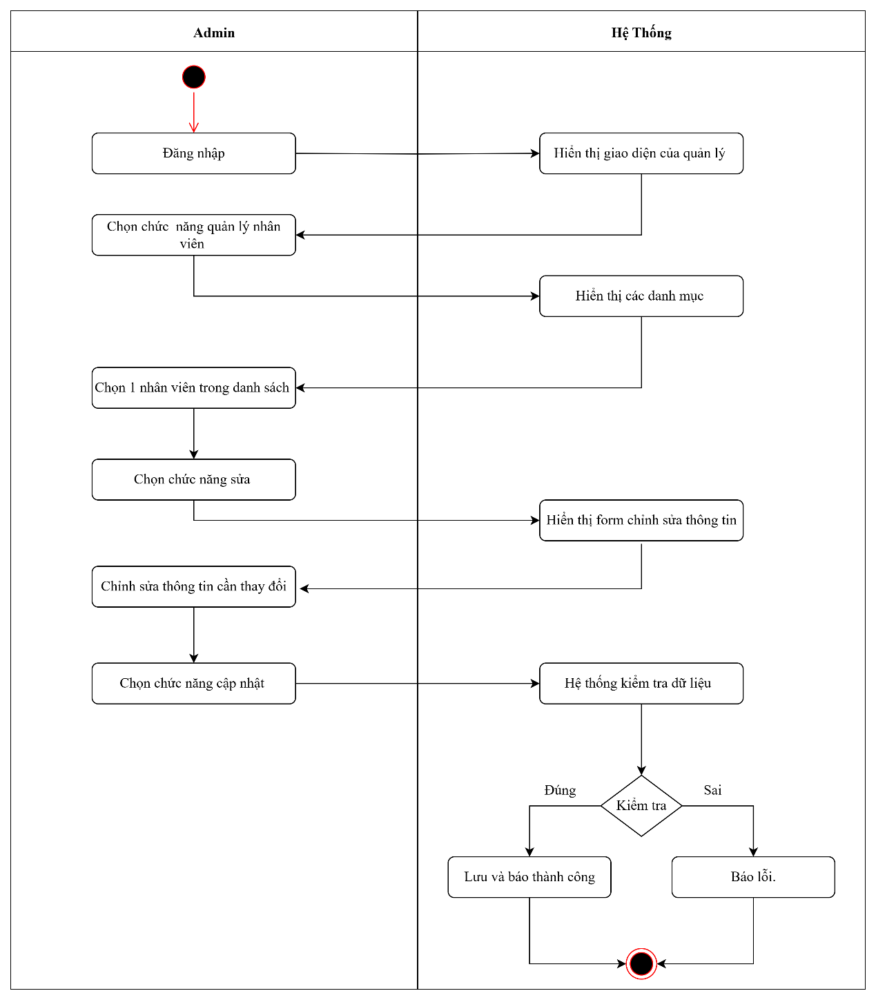 Admin
Hệ Thống
Đăng nhập
Hiển thị giao diện của quản lý
Chọn chức năng quản lý nhân
viên
Hiển thị các danh mục
Chọn 1 nhân viên trong danh sách
Chọn chức năng sửa
Hiển thị form chỉnh sửa thông tin
Chỉnh sửa thông tin cần thay đổi
Chọn chức năng cập nhật
Hệ thống kiểm tra dữ liệu
Đúng
Sai
Kiểm tra
Lưu và báo thành công
Báo lỗi.